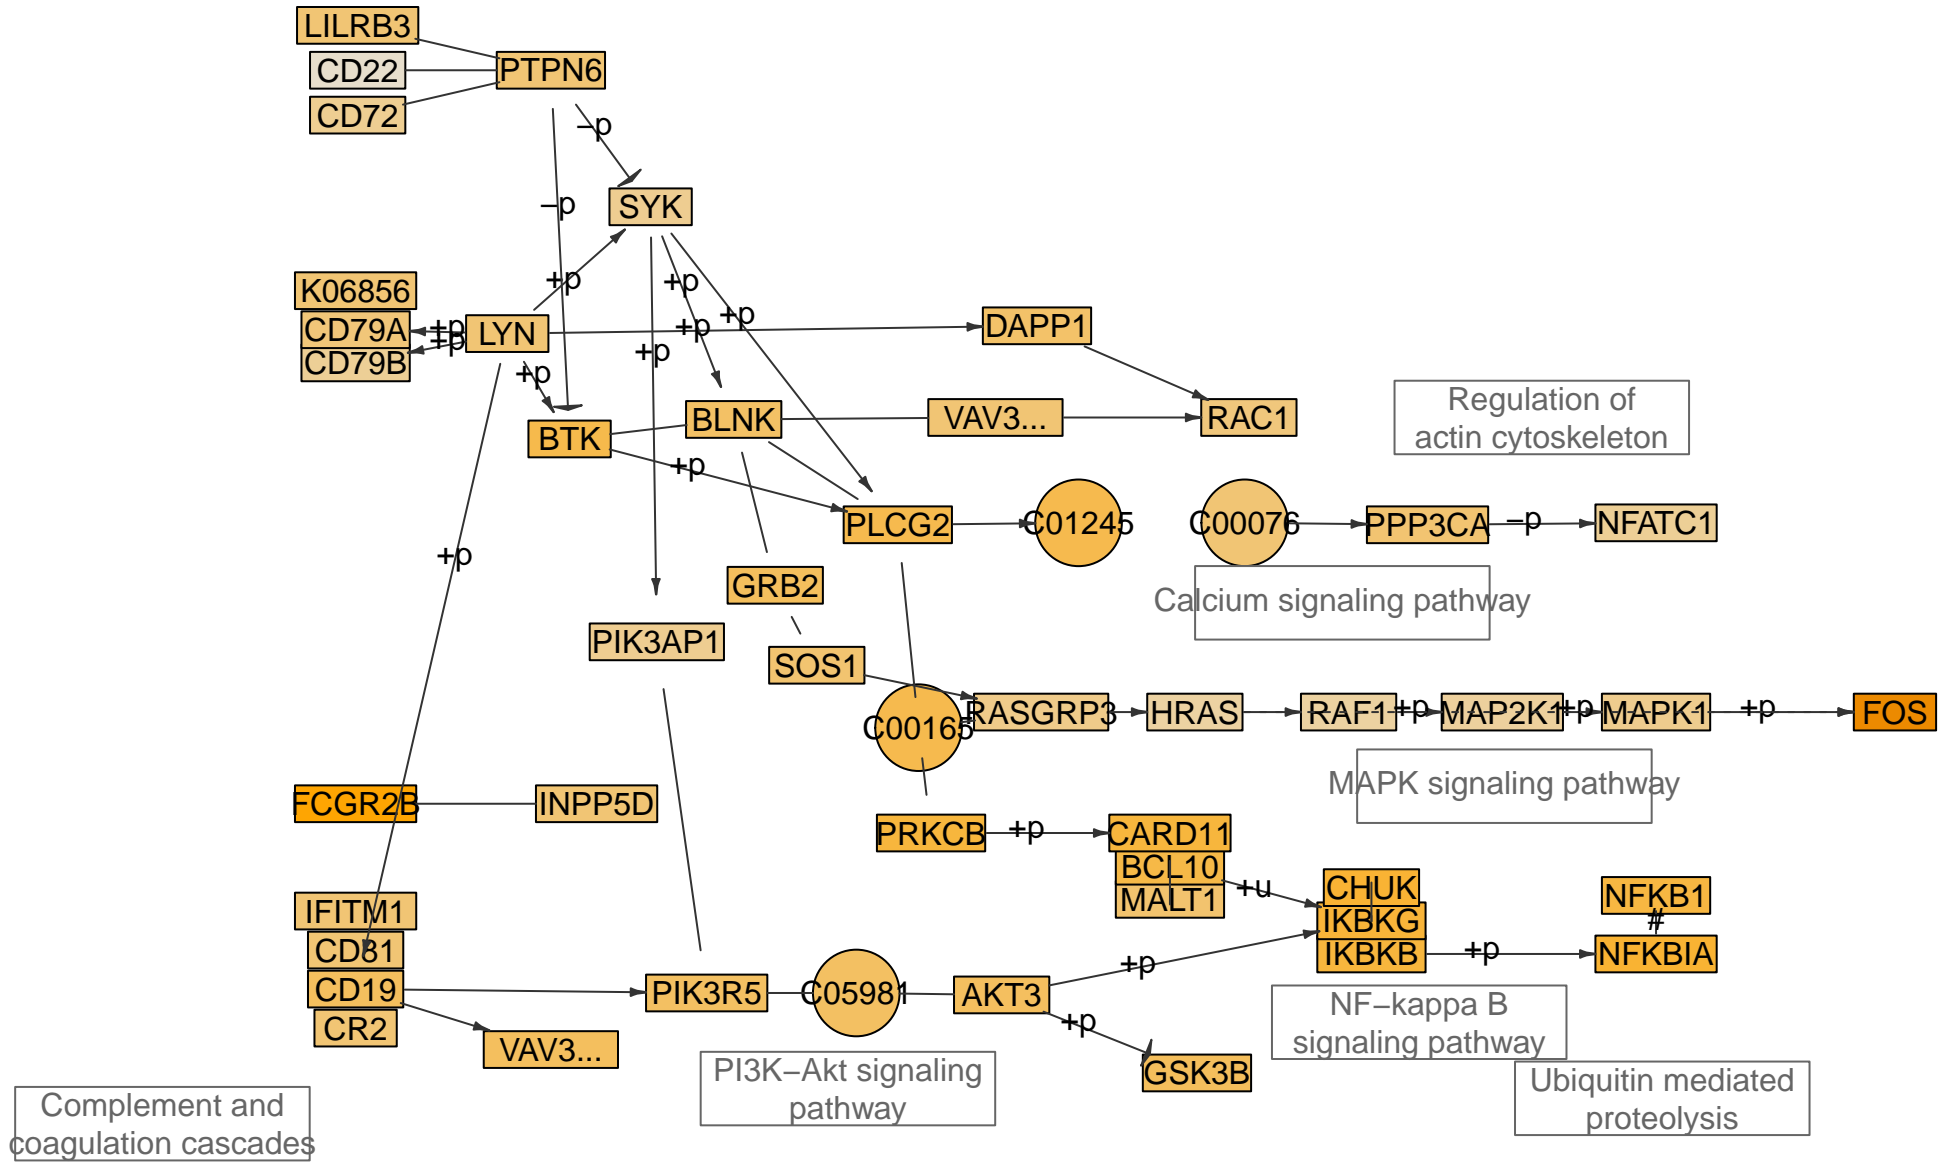 LILRB3
CD22
PTPN6
CD72
–p
SYK
–p
+p
+p
K06856
CD79A
+p
LYN
+p
+p
DAPP1
CD79B
+p
+p
+p
BTK
BLNK
VAV3...
RAC1
Regulation of
actin cytoskeleton
+p
PLCG2
C01245
C00076
PPP3CA
–p
NFATC1
+p
GRB2
Calcium signaling pathway
PIK3AP1
SOS1
C00165
RASGRP3
HRAS
RAF1
+p
MAP2K1
+p
MAPK1
+p
FOS
MAPK signaling pathway
FCGR2B
INPP5D
PRKCB
+p
CARD11
BCL10
MALT1
+u
CHUK
IKBKG
IKBKB
+p
NFKB1
#
NFKBIA
IFITM1
CD81
CD19
CR2
VAV3...
PIK3R5
C05981
AKT3
+p
+p
GSK3B
NF–kappa B
signaling pathway
PI3K–Akt signaling
pathway
Ubiquitin mediated
proteolysis
Complement and
coagulation cascades